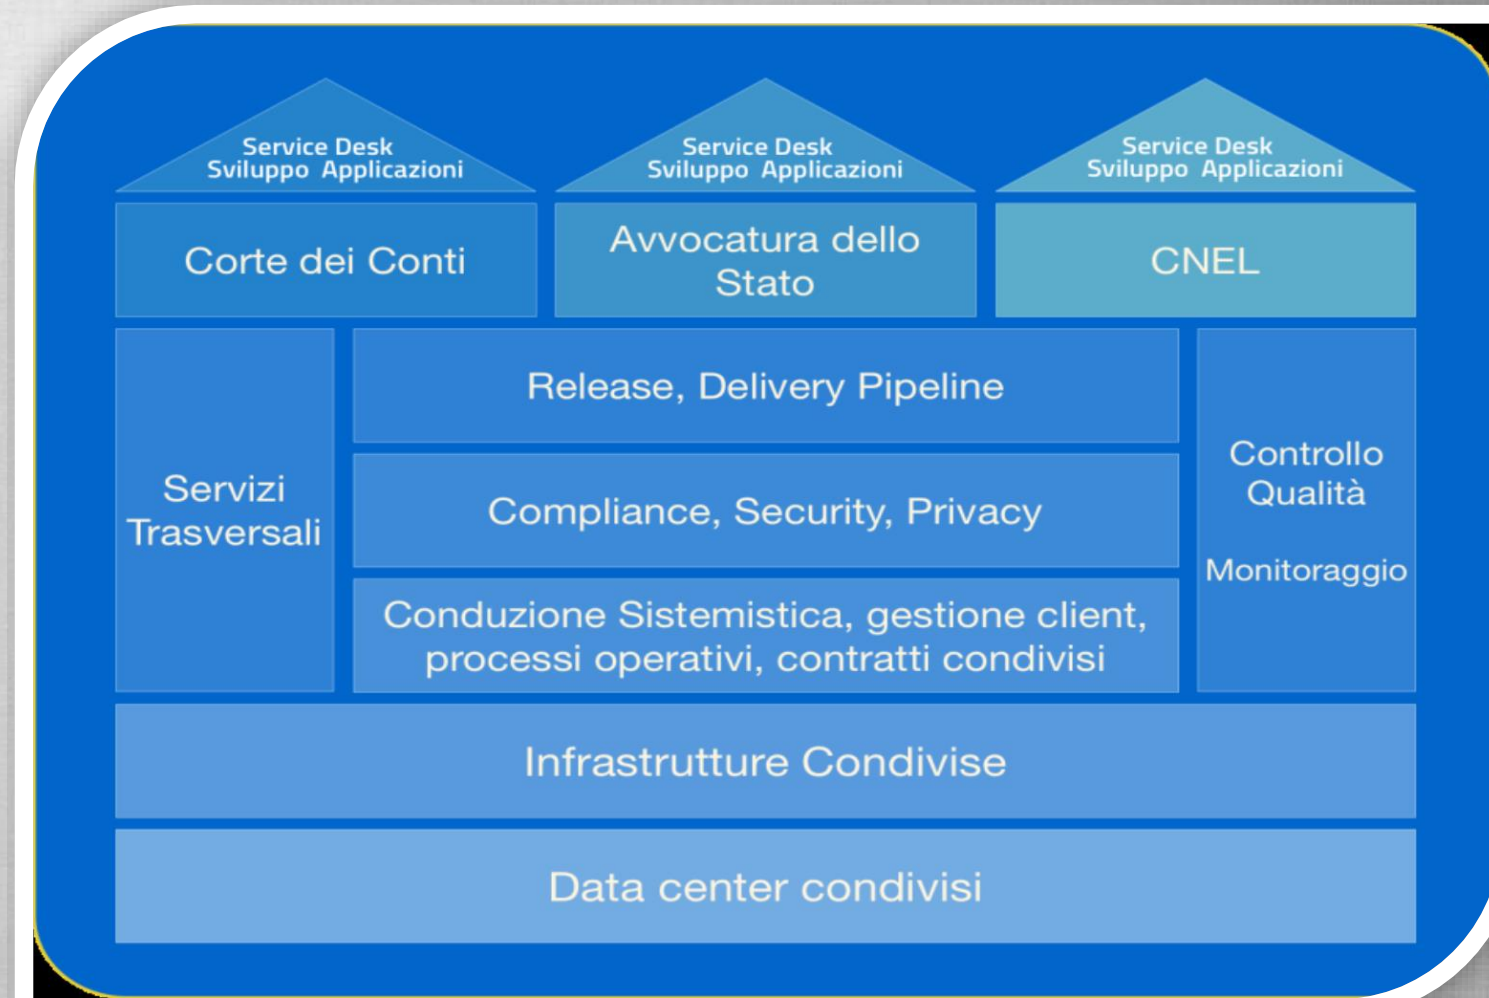 Service Desk
Sviluppo Applicazioni
Service Desk
Sviluppo Applicazioni
Service Desk
Sviluppo Applicazioni
Corte dei Conti
Avvocatura dello
Stato
CNEL
Servizi
Trasversali
Release, Delivery Pipeline
Compliance, Security, Privacy
Conduzione Sistemistica, gestione client,
processi operativi, contratti condivisi
Controllo
Qualità
Monitoraggio
Infrastrutture Condivise
Data center condivisi